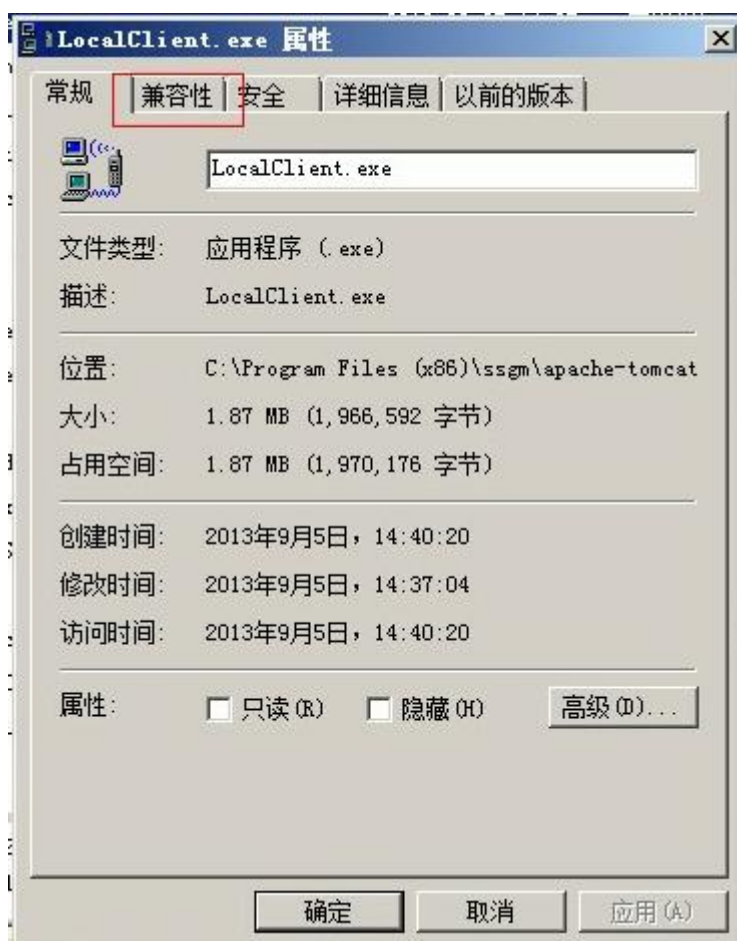 LocalClient.exe 属性
常规 兼容性 安全 详细信息 以前的版本
LocalClient.exe
文件类型: 应用程序 (.exe)
描述: LocalClient.exe
位置: C:\Program Files (x86)\ssgm\apache-tomcat
大小: 1.87 MB (1,966,592 字节)
占用空间: 1.87 MB (1,970,176 字节)
创建时间: 2013年9月5日，14:40:20
修改时间: 2013年9月5日，14:37:04
访问时间: 2013年9月5日，14:40:20
属性: 只读(R) 隐藏(H) 高级(D)...
确定 取消 应用(A)